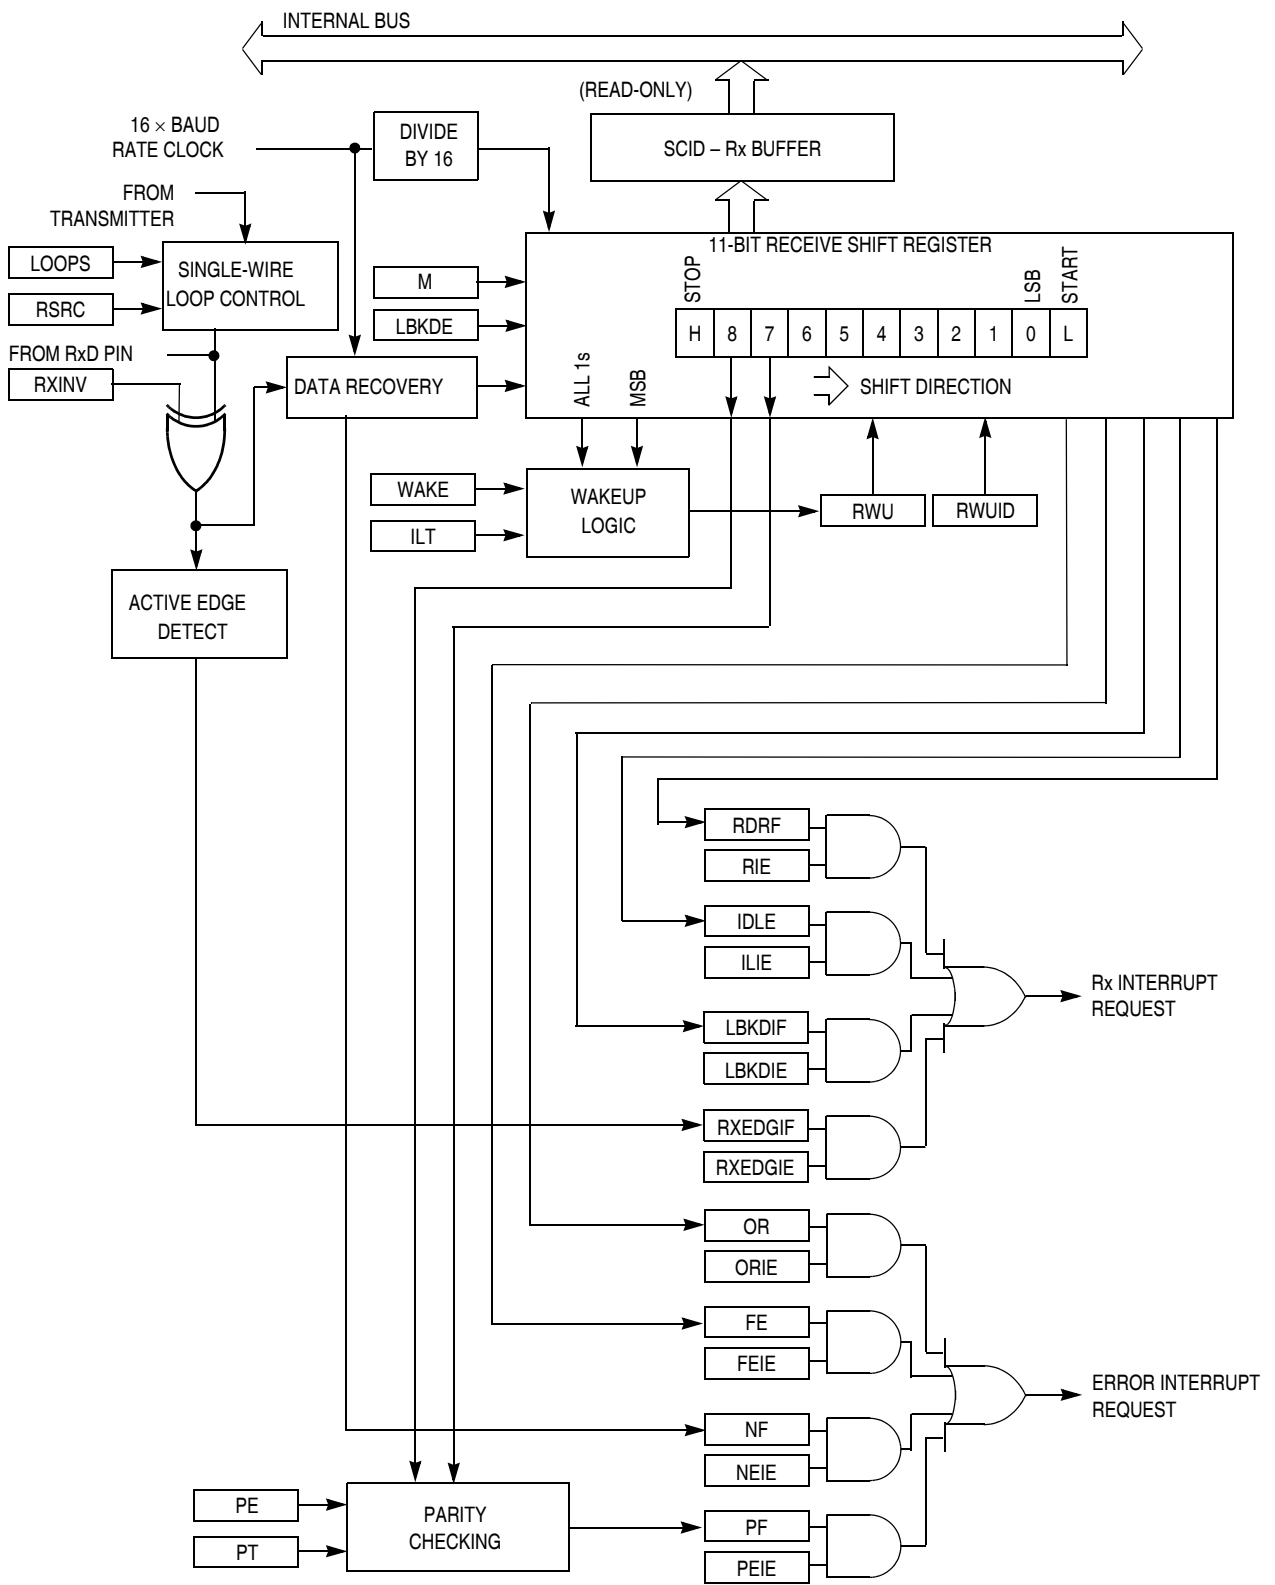 INTERNAL BUS
(READ-ONLY)
16 × BAUD
RATE CLOCK
DIVIDE
BY 16
SCID – Rx BUFFER
FROM
TRANSMITTER
11-BIT RECEIVE SHIFT REGISTER
LOOPS
SINGLE-WIRE
LOOP CONTROL
RSRC
M
LBKDE
STOP
LSB
START
H 8 7 6 5 4 3 2 1 0 L
FROM RxD PIN
RXINV
DATA RECOVERY
ALL 1s
MSB
SHIFT DIRECTION
WAKE
ILT
WAKEUP
LOGIC
RWU
RWUID
ACTIVE EDGE
DETECT
RDRF
RIE
IDLE
ILIE
Rx INTERRUPT
REQUEST
LBKDIF
LBKDIE
RXEDGIF
RXEDGIE
OR
ORIE
FE
FEIE
ERROR INTERRUPT
REQUEST
NF
NEIE
PE
PT
PARITY
CHECKING
PF
PEIE